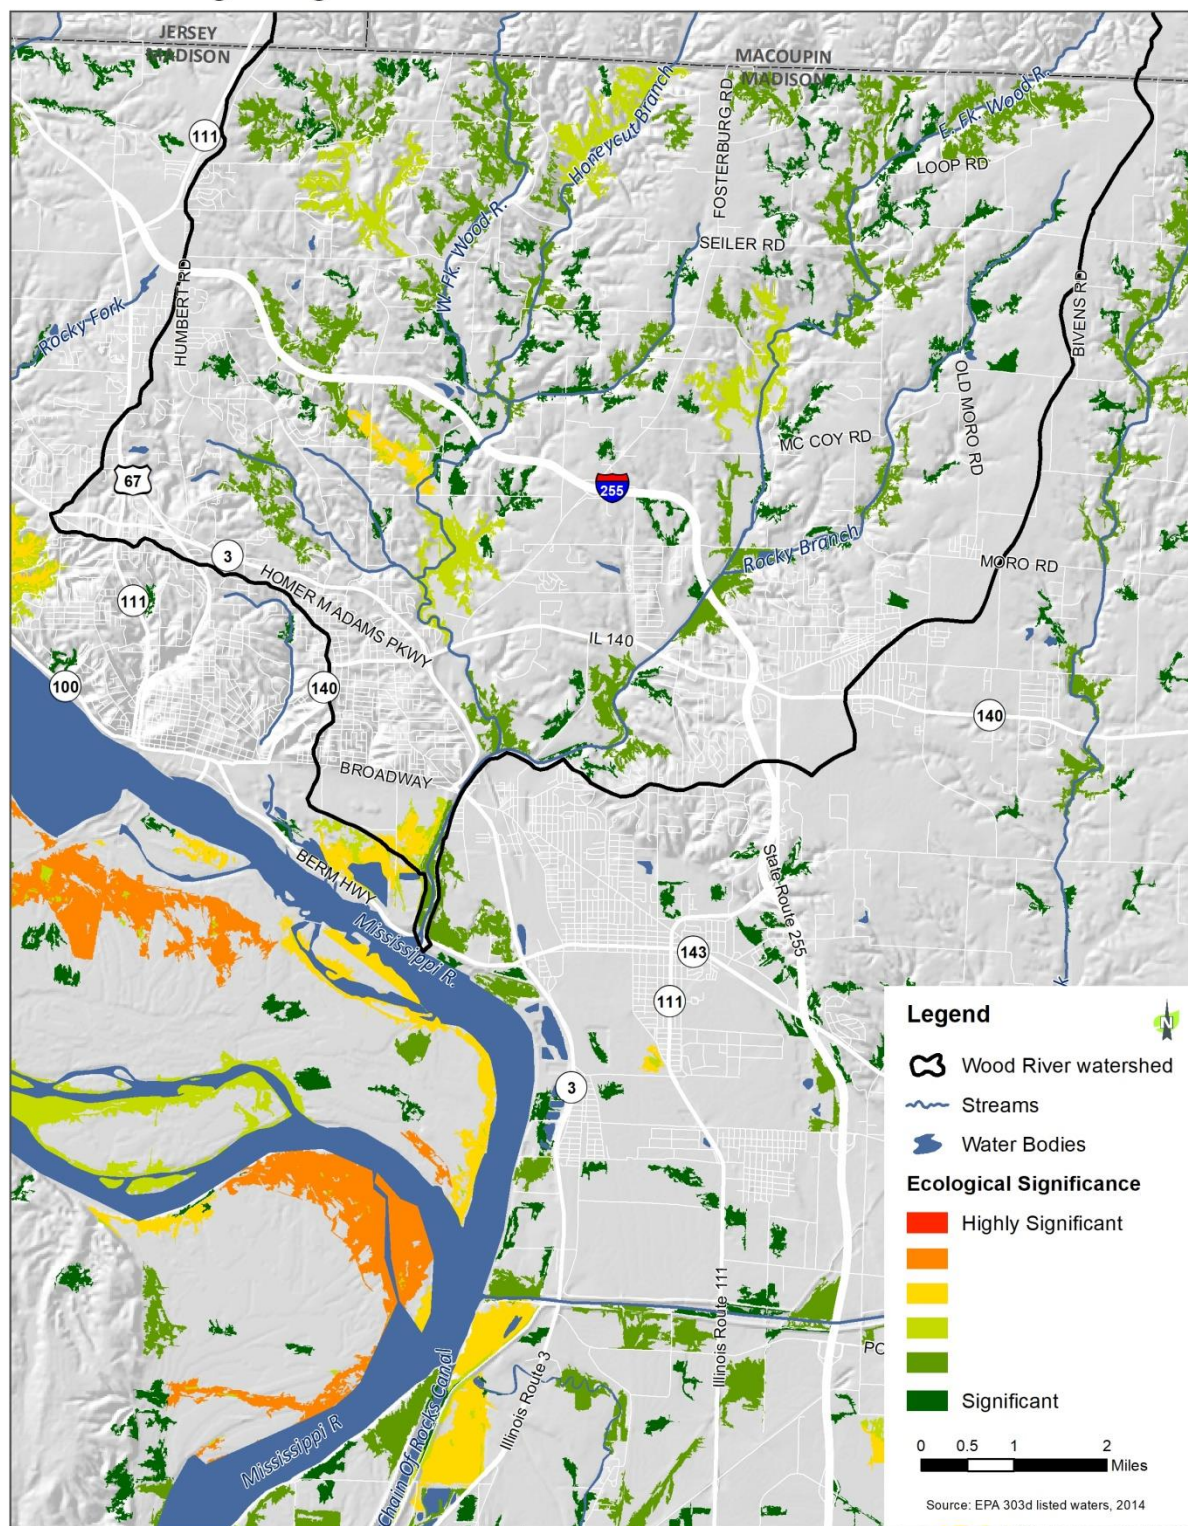 JERSEY
MADISON
MACOUPIN
MADISON
111
HUMBERT RD
Rocky Fork
W. Fk. Wood R.
Honeycut Branch
FOSTERBURG RD
SEILER RD
E. Fk. Wood R.
LOOP RD
BIVENS RD
OLD MORO RD
MC COY RD
67
255
Rocky Branch
MORO RD
3
HOMER M ADAMS PKWY
111
IL 140
100
140
140
BROADWAY
BERM HWY
Mississippi R.
State Route 255
143
111
3
k
Illinois Route 111
Illinois Route 3
PO
Chain Of Rocks Canal
Mississippi R
Legend
N
Wood River watershed
Streams
Water Bodies
Ecological Significance
Highly Significant
Significant
0 0.5 1 2
Miles
Source: EPA 303d listed waters, 2014